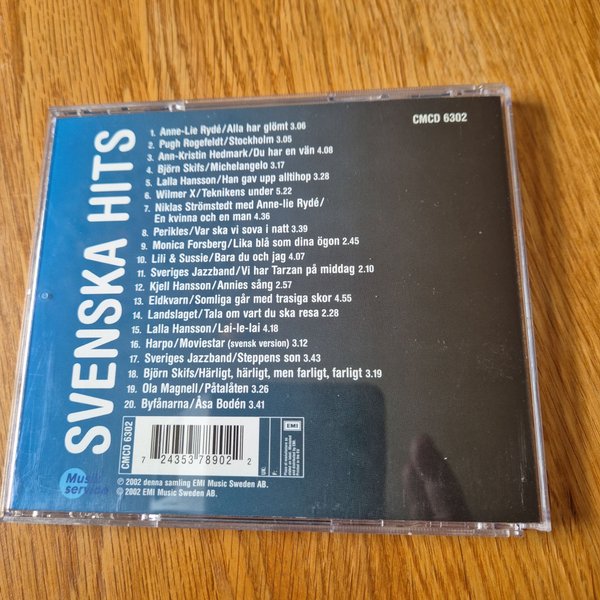 SVENSKA HITS
CMCD 6302
1. Anne-Lie Rydé/Alla har glömt 3.06
2. Pugh Rogefeldt/Stockholm 3.05
3. Ann-Kristin Hedmark/Du har en vän 4.08
4. Björn Skifs/Michelangelo 3.17
5. Lalla Hansson/Han gav upp alltihop 3.28
6. Wilmer X/Teknikens under 5.22
7. Niklas Strömstedt med Anne-lie Rydé/
En kvinna och en man 4.36
8. Perikles/Var ska vi sova i natt 3.39
9. Monica Forsberg/Lika blå som dina ögon 2.45
10. Lili & Sussie/Bara du och jag 4.07
11. Sveriges Jazzband/Vi har Tarzan på middag 2.10
12. Kjell Hansson/Annies sång 2.57
13. Eldkvarn/Somliga går med trasiga skor 4.55
14. Landslaget/Tala om vart du ska resa 2.28
15. Lalla Hansson/Lai-le-lai 4.18
16. Harpo/Moviestar (svensk version) 3.12
17. Sveriges Jazzband/Steppens son 3.43
18. Björn Skifs/Härligt, härligt, men farligt, farligt 3.19
19. Ola Magnell/Påtalåten 3.26
20. Byfånarna/Åsa Bodén 3.41
CMCD 6302
7 24353 78902 2
EMI
UK:
F:
Musik
service
℗ 2002 denna samling EMI Music Sweden AB.
© 2002 EMI Music Sweden AB.